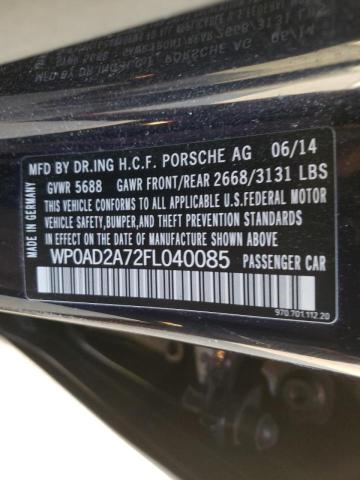 06/14
MFD BY DR.ING H.C.F. PORSCHE AG 06/14
GVWR 5688 GAWR FRONT/REAR 2668/3131 LBS
THIS VEHICLE CONFORMS TO ALL APPLICABLE U.S.FEDERAL MOTOR
VEHICLE SAFETY,BUMPER,AND THEFT PREVENTION STANDARDS IN
EFFECT ON THE DATE OF MANUFACTURE SHOWN ABOVE.
WP0AD2A72FL040085 PASSENGER CAR
MADE IN GERMANY
970.701.112.20